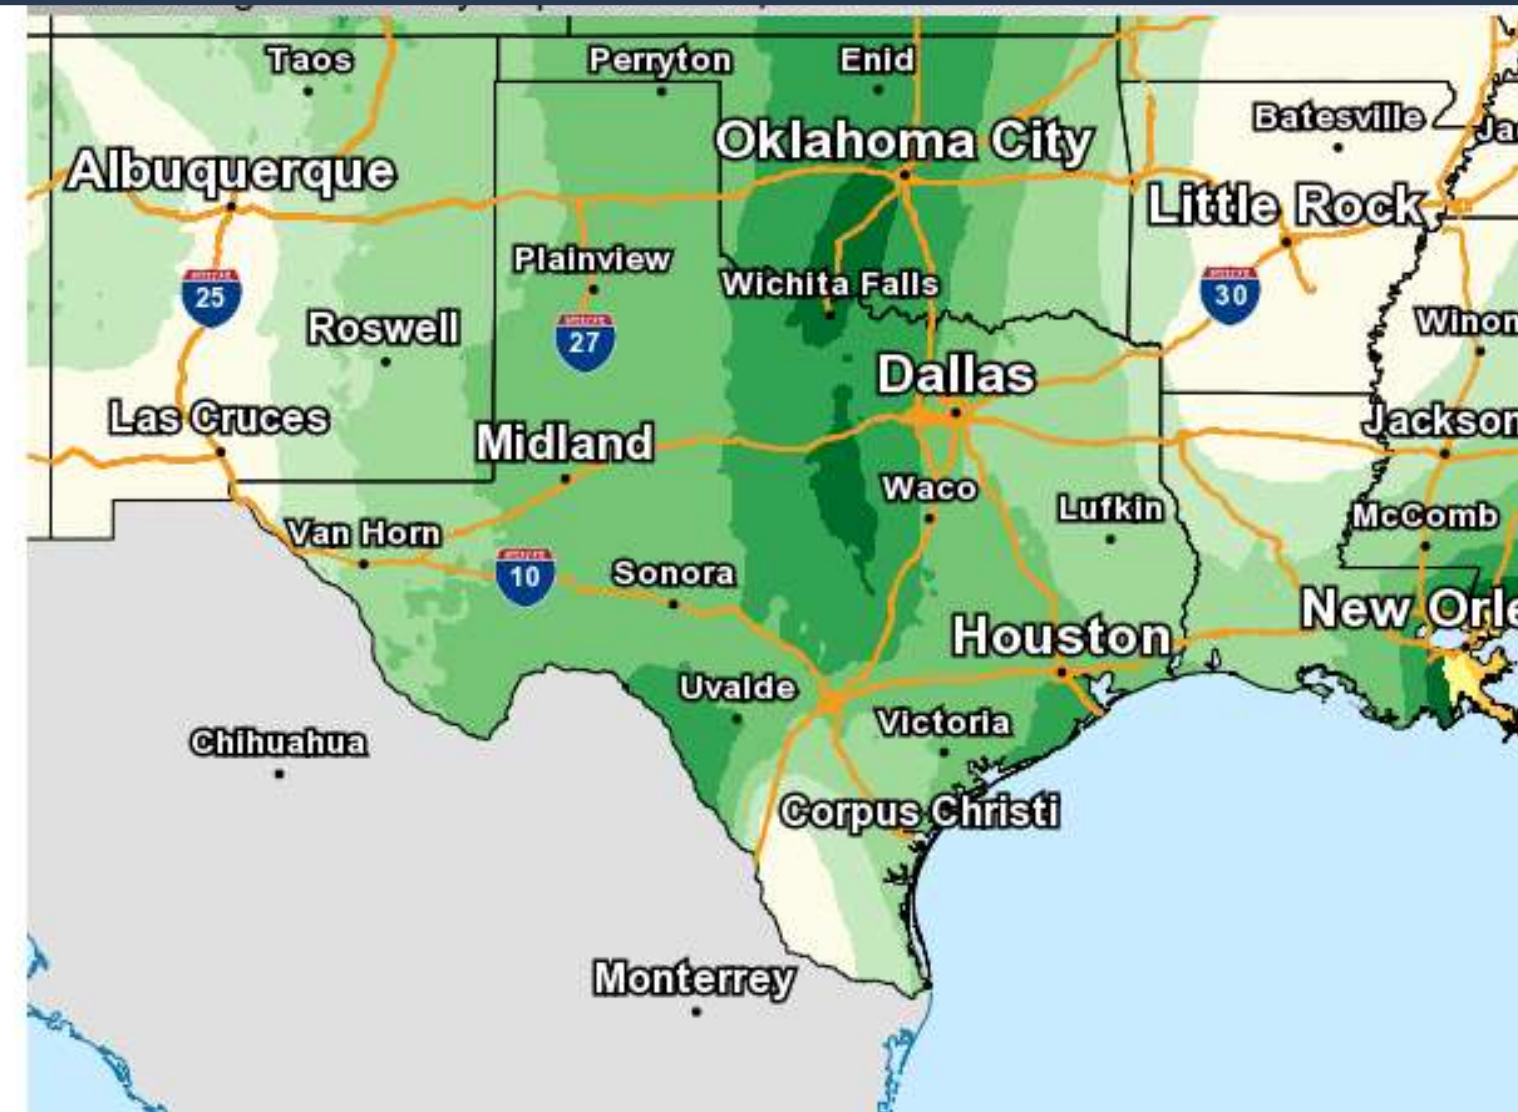 Taos
Perryton
Enid
Batesville
Oklahoma City
Albuquerque
Little Rock
Plainview
Wichita Falls
25
30
Roswell
27
Winon
Dallas
Las Cruces
Jackson
Midland
Waco
Lufkin
McComb
Van Horn
10
Sonora
New Orle
Houston
Uvalde
Victoria
Chihuahua
Corpus Christi
Monterrey